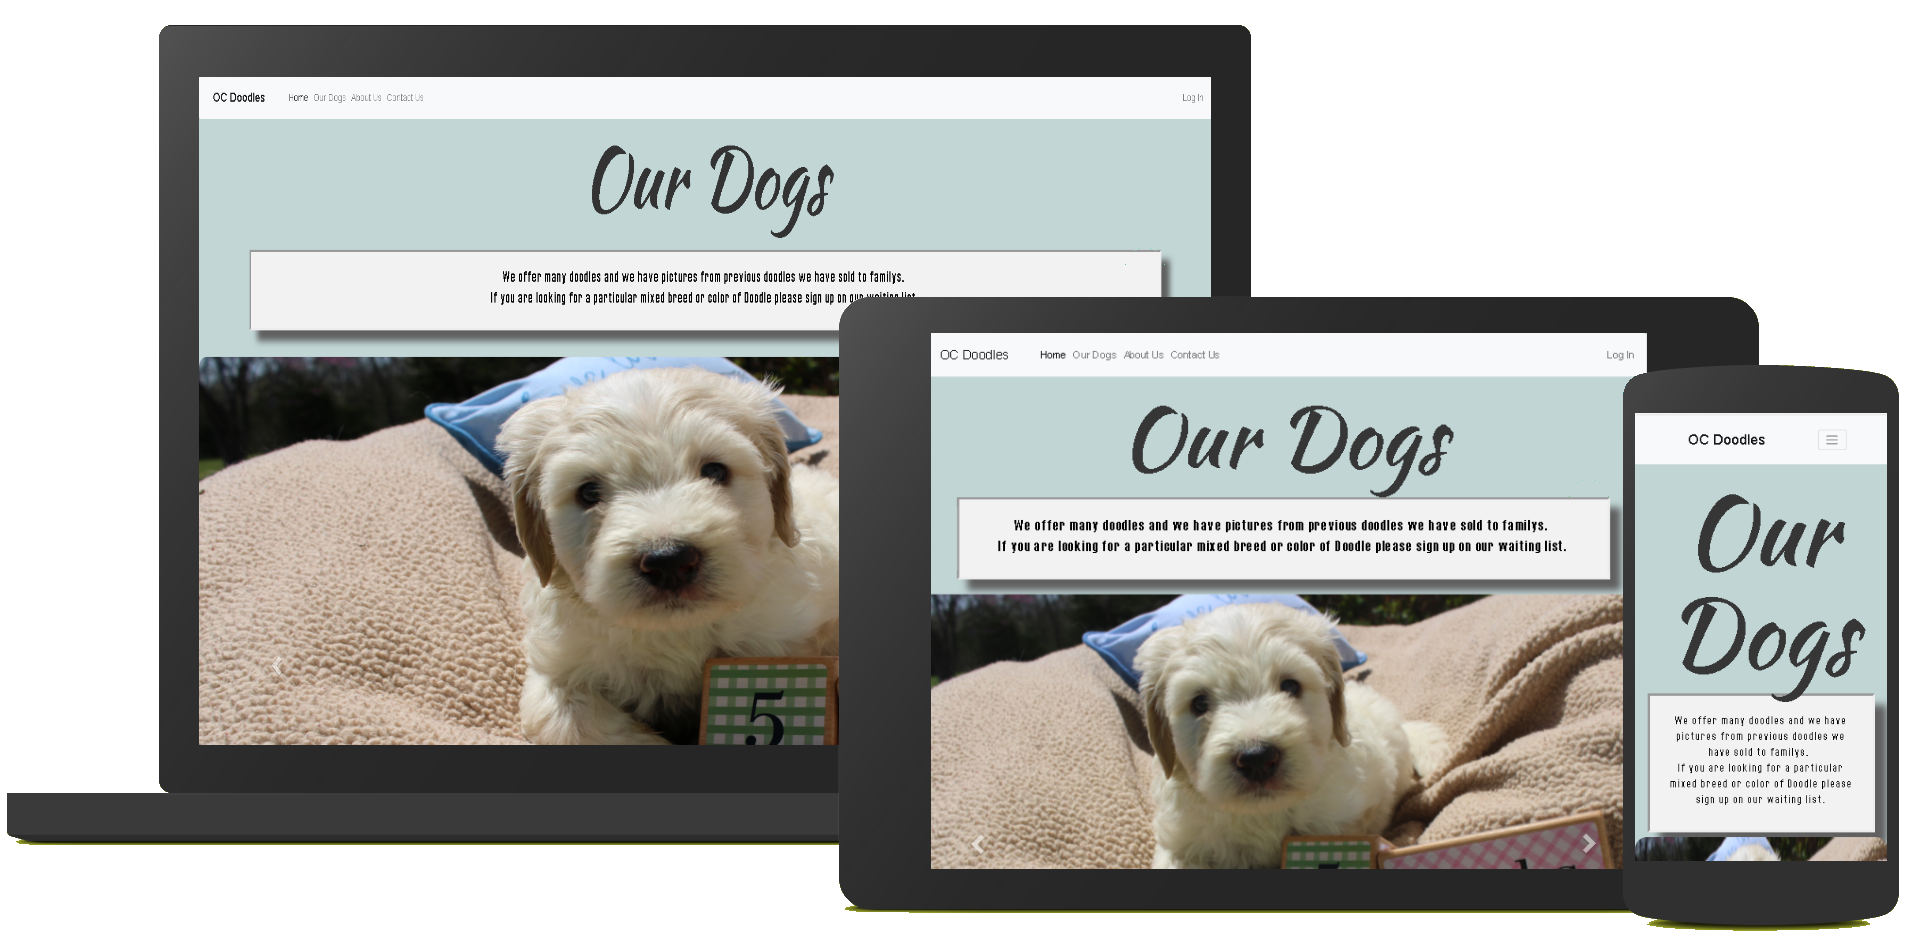 OC Doodles Home Our Dogs About Us Contact Us Log In
Our Dogs
We offer many doodles and we have pictures from previous doodles we have sold to familys.
If you are looking for a particular mixed breed or color of Doodle please sign up on our waiting list.
5
OC Doodles Home Our Dogs About Us Contact Us Log In
Our Dogs
We offer many doodles and we have pictures from previous doodles we have sold to familys.
If you are looking for a particular mixed breed or color of Doodle please sign up on our waiting list.
OC Doodles
Our
Dogs
We offer many doodles and we have
pictures from previous doodles we
have sold to familys.
If you are looking for a particular
mixed breed or color of Doodle please
sign up on our waiting list.